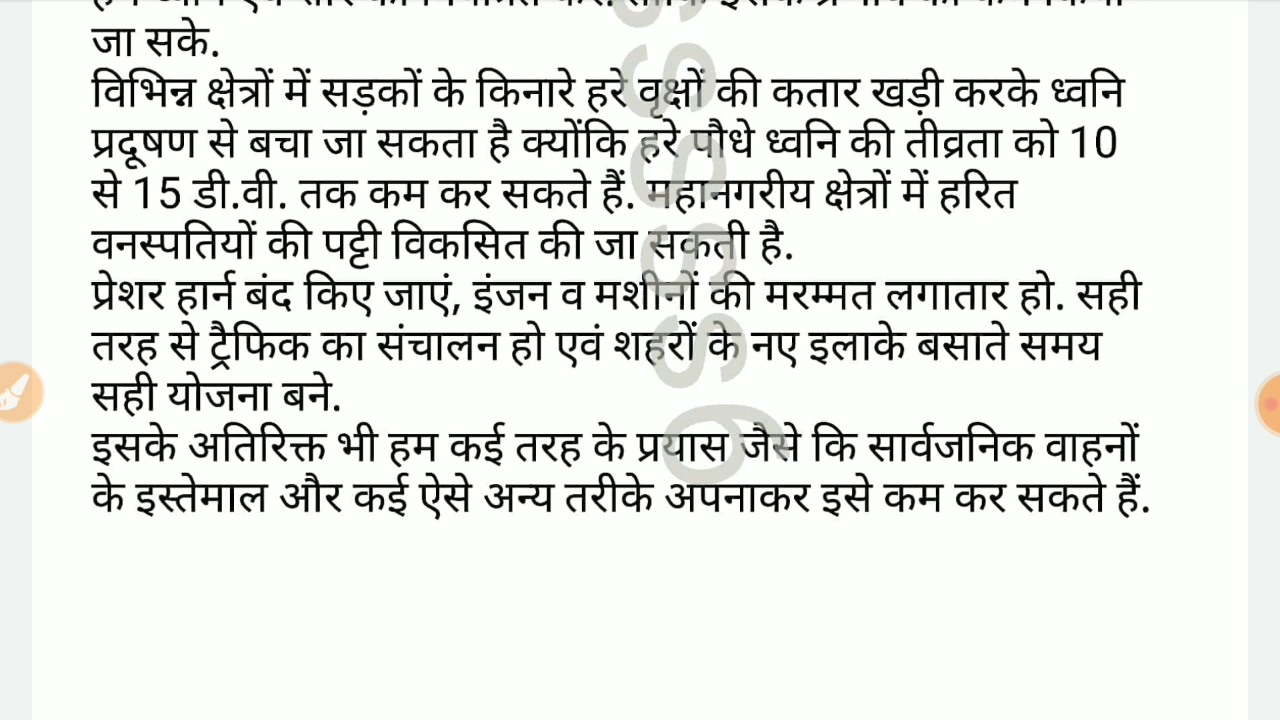 जा सके.
विभिन्न क्षेत्रों में सड़कों के किनारे हरे वृक्षों की कतार खड़ी करके ध्वनि
प्रदूषण से बचा जा सकता है क्योंकि हरे पौधे ध्वनि की तीव्रता को 10
से 15 डी.वी. तक कम कर सकते हैं. महानगरीय क्षेत्रों में हरित
वनस्पतियों की पट्टी विकसित की जा सकती है.
प्रेशर हार्न बंद किए जाएं, इंजन व मशीनों की मरम्मत लगातार हो. सही
तरह से ट्रैफिक का संचालन हो एवं शहरों के नए इलाके बसाते समय
सही योजना बने.
इसके अतिरिक्त भी हम कई तरह के प्रयास जैसे कि सार्वजनिक वाहनों
के इस्तेमाल और कई ऐसे अन्य तरीके अपनाकर इसे कम कर सकते हैं.